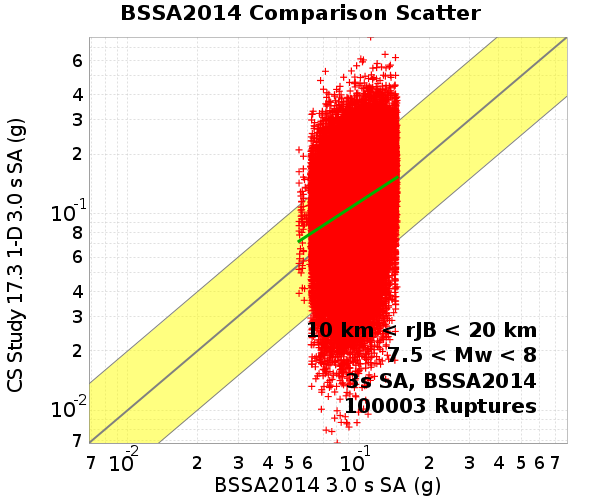 BSSA2014 Comparison Scatter
CS Study 17.3 1-D 3.0 s SA (g)
6
4
3
2
10-1
8
6
4
3
2
10-2
7
10 km < rJB < 20 km
7.5 < Mw < 8
3s SA, BSSA2014
100003 Ruptures
7 10-2 2 3 4 5 6 10-1 2 3 4 5 6 7
BSSA2014 3.0 s SA (g)